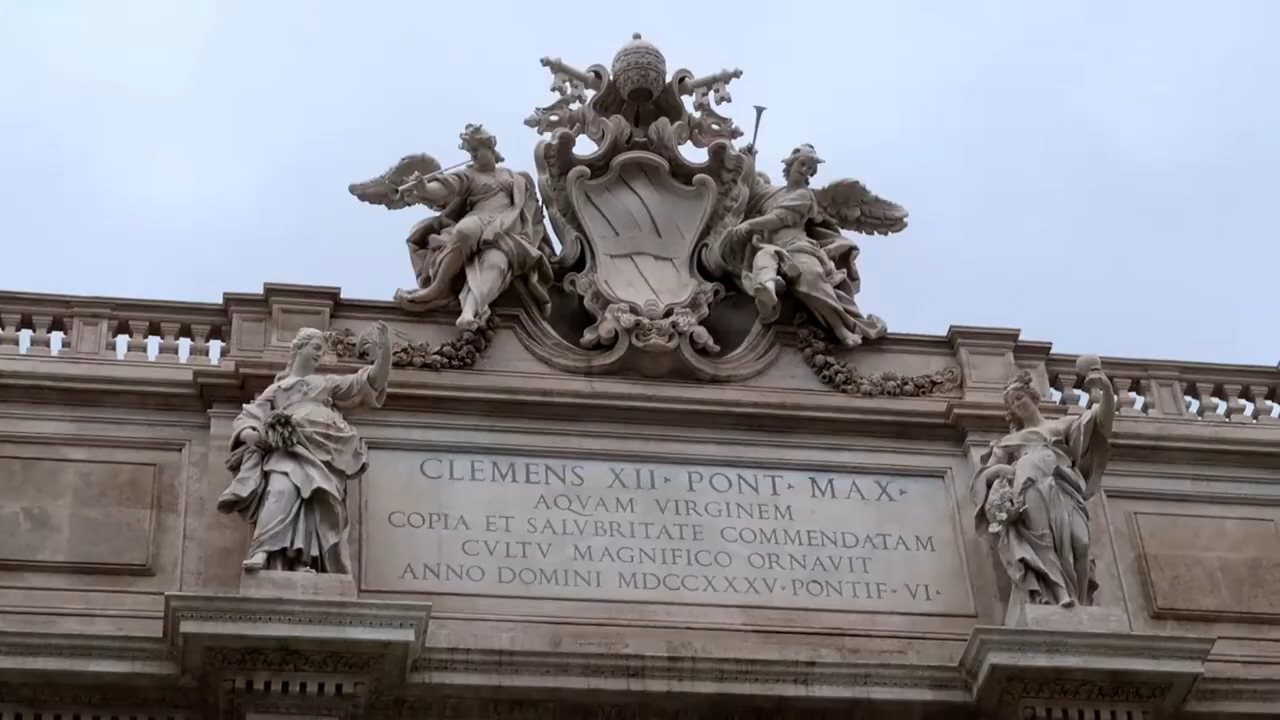 CLEMENS XII· PONT· MAX·
AQVAM VIRGINEM
COPIA ET SALVBRITATE COMMENDATAM
CVLTV MAGNIFICO ORNAVIT
ANNO DOMINI MDCCXXXV·PONTIF·VI·